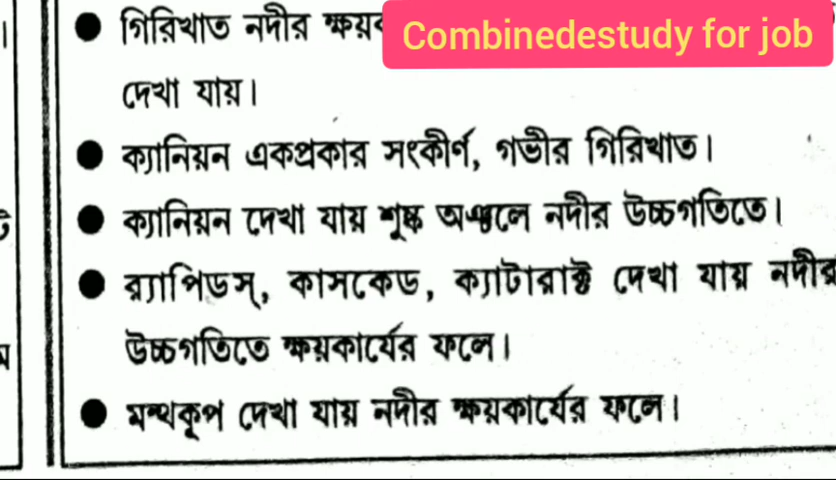 গিরিখাত নদীর
Combinedestudy for job
দেখা যায়।
ক্যানিয়ন একপ্রকার সংকীর্ণ, গভীর গিরিখাত।
ক্যানিয়ন দেখা যায় শুষ্ক অঞ্চলে নদীর উচ্চগতিতে।
র‍্যাপিডস্, কাসকেড, ক্যাটারাক্ট দেখা যায় নদীর
উচ্চগতিতে ক্ষয়কার্যের ফলে।
মন্থকূপ দেখা যায় নদীর ক্ষয়কার্যের ফলে।